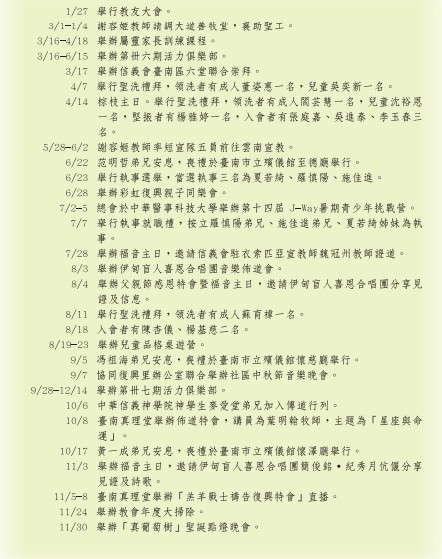 1/27 舉行教友大會。
3/1-1/4 謝容姬教師請調大道善牧堂，襄助聖工。
3/16-4/18 舉辦屬靈家長訓練課程。
3/16-6/15 舉辦第卅六期活力俱樂部。
3/17 舉辦信義會臺南區六堂聯合崇拜。
4/7 舉行聖洗禮拜，領洗者有成人董姿惠一名，兒童吳奕新一名。
4/14 棕枝主日。舉行聖洗禮拜，領洗者有成人閻芸慧一名，兒童沈裕恩
一名，堅振者有楊雅婷一名，入會者有張庭嘉、吳進泰、李玉春三
名。
5/28-6/2 謝容姬教師率短宣隊五員前往雲南宣教。
6/22 范明哲弟兄安息，喪禮於臺南市立殯儀館至德廳舉行。
6/23 舉行執事選舉，當選執事三名為夏若綺、羅慎陽、施佳進。
6/28 舉辦彩虹復興親子同樂會。
7/2-5 總會於中華醫事科技大學舉辦第十四屆 J-Way暑期青少年挑戰營。
7/7 舉行執事就職禮，按立羅慎陽弟兄、施佳進弟兄、夏若綺姊妹為執
事。
7/28 舉辦福音主日，邀請信義會駐衣索匹亞宣教師魏冠州教師證道。
8/3 舉辦伊甸盲人喜恩合唱團音樂佈道會。
8/4 舉辦父親節感恩特會暨福音主日，邀請伊甸盲人喜恩合唱團分享見
證及信息。
8/11 舉行聖洗禮拜，領洗者有成人蘇育樟一名。
8/18 入會者有陳杏儀、楊基慈二名。
8/19-23 舉辦兒童品格桌遊營。
9/5 馮祖海弟兄安息，喪禮於臺南市立殯儀館懷慈廳舉行。
9/7 協同復興里辦公室聯合舉辦社區中秋節音樂晚會。
9/28-12/14 舉辦第卅七期活力俱樂部。
10/6 中華信義神學院神學生麥愛堂弟兄加入傳道行列。
10/8 臺南真理堂舉辦佈道特會，講員為葉明翰牧師，主題為「星座與命
運」。
10/17 黃一成弟兄安息，喪禮於臺南市立殯儀館懷澤廳舉行。
11/3 舉辦福音主日，邀請伊甸盲人喜恩合唱團簡俊銘•紀秀月伉儷分享
見證及詩歌。
11/5-8 臺南真理堂舉辦「羔羊戰士禱告復興特會」直播。
11/24 舉辦教會年度大掃除。
11/30 舉辦「真葡萄樹」聖誕點燈晚會。